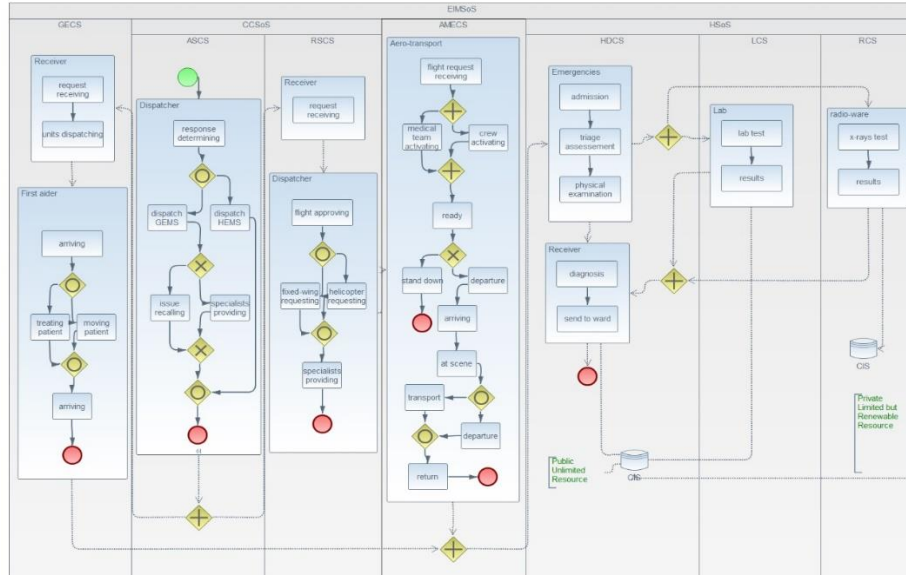 EIMSoS
GECS
CCSoS
AMECS
HSoS
ASCS
RSCS
HDCS
LCS
RCS
Receiver
request
receiving
units dispatching
First aider
arriving
treating
patient
moving
patient
arriving
Dispatcher
response
determining
dispatch
GEMS
dispatch
HEMS
issue
recalling
specialists
providing
Receiver
request
receiving
Dispatcher
flight approving
fixed-wing
requesting
helicopter
requesting
specialists
providing
Aero-transport
flight request
receiving
medical
team
activating
crew
activating
ready
stand down
departure
arriving
at scene
transport
departure
return
Emergencies
admission
triage
assessement
physical
examination
Receiver
diagnosis
send to ward
Lab
lab test
results
radio-ware
x-rays test
results
CIS
Public
Unlimited
Resource
CIS
Private
Limited but
Renewable
Resource